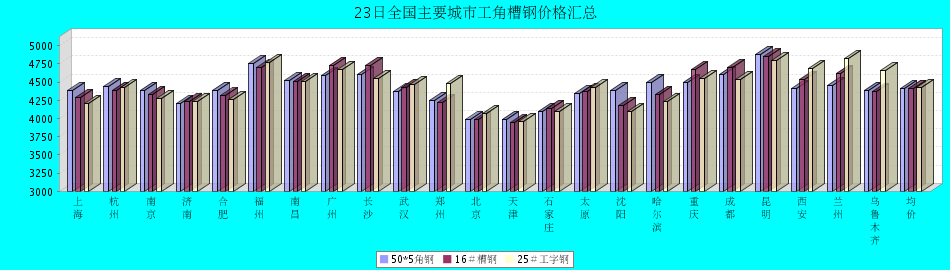 23日全国主要城市工角槽钢价格汇总
5000
4750
4500
4250
4000
3750
3500
3250
3000
上海
杭州
南京
济南
合肥
福州
南昌
广州
长沙
武汉
郑州
北京
天津
石家庄
太原
沈阳
哈尔滨
重庆
成都
昆明
西安
兰州
乌鲁木齐
均价
50*5角钢
16#槽钢
25#工字钢